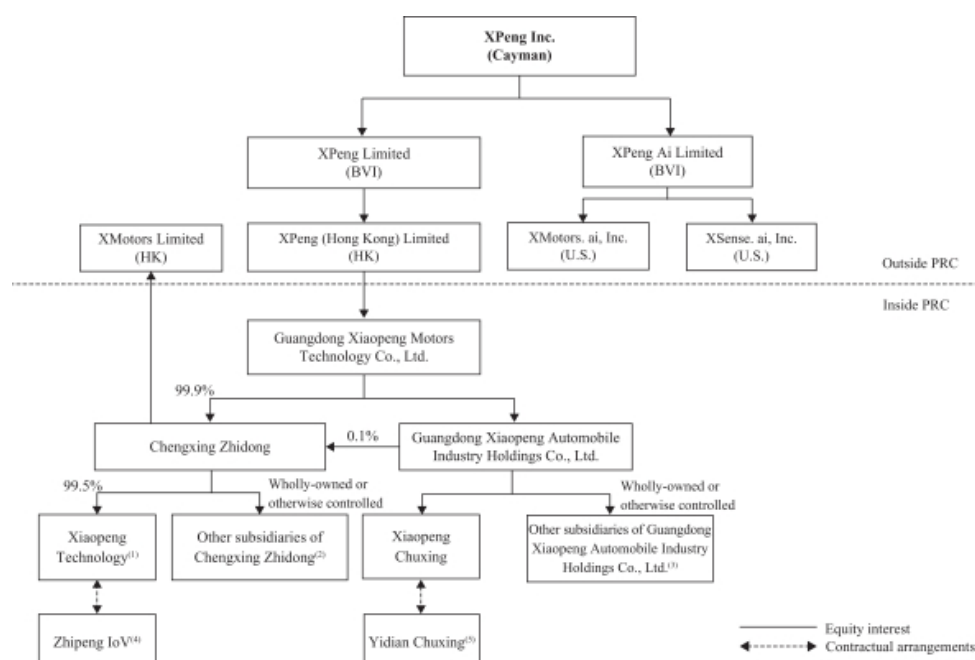 XPeng Inc.
(Cayman)
XPeng Limited
(BVI)
XPeng Ai Limited
(BVI)
XMotors Limited
(HK)
XPeng (Hong Kong) Limited
(HK)
XMotors. ai, Inc.
(U.S.)
XSense. ai, Inc.
(U.S.)
Outside PRC
Inside PRC
Guangdong Xiaopeng Motors
Technology Co., Ltd.
99.9%
Chengxing Zhidong
0.1%
Guangdong Xiaopeng Automobile
Industry Holdings Co., Ltd.
99.5%
Wholly-owned or
otherwise controlled
Wholly-owned or
otherwise controlled
Xiaopeng
Technology(1)
Other subsidiaries of
Chengxing Zhidong(2)
Xiaopeng
Chuxing
Other subsidiaries of Guangdong
Xiaopeng Automobile Industry
Holdings Co., Ltd.(3)
Zhipeng IoV(4)
Yidian Chuxing(5)
Equity interest
Contractual arrangements